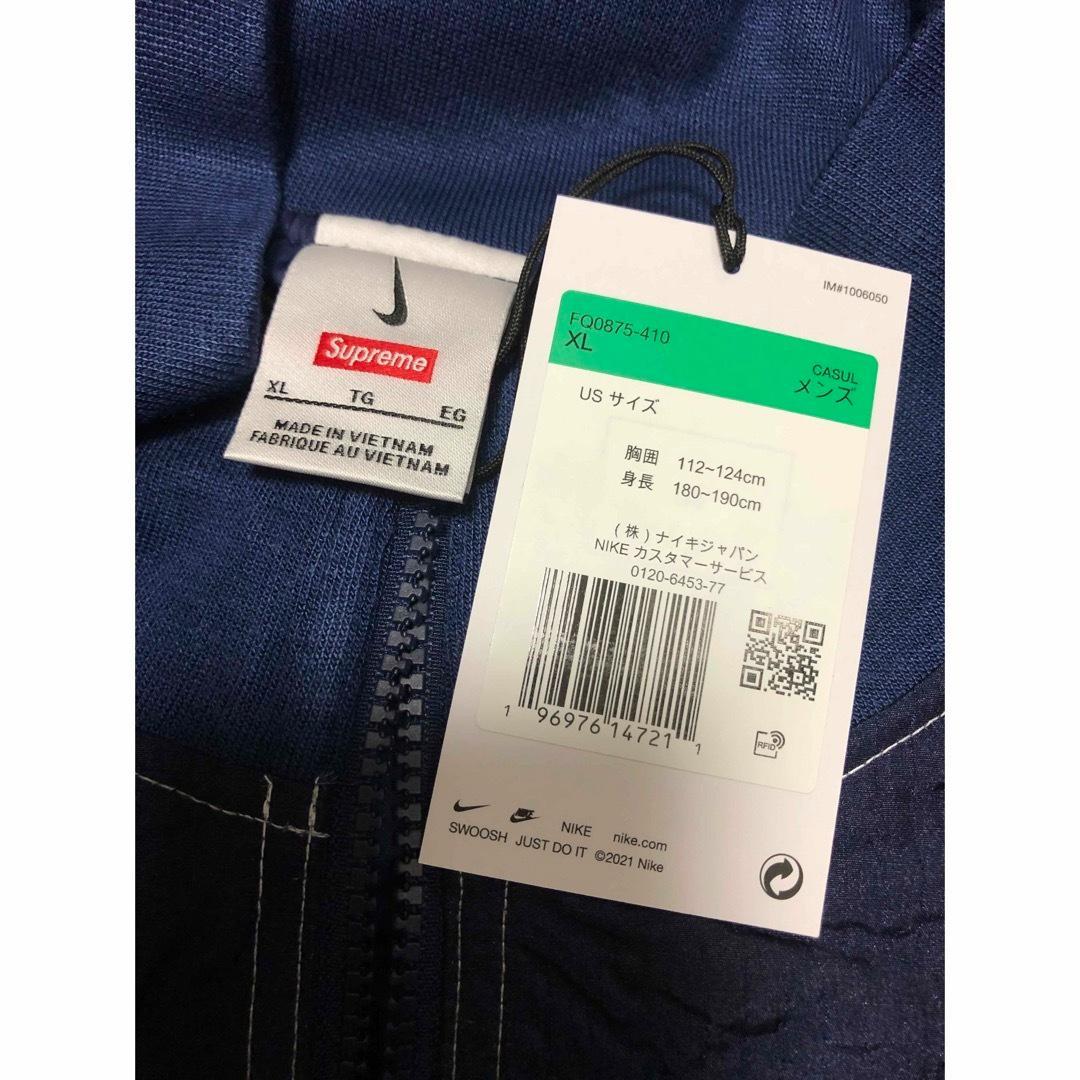 Supreme
XL TG EG
MADE IN VIETNAM
FABRIQUE AU VIETNAM
IM#1006050
FQ0875-410
XL
CASUL
メンズ
US サイズ
胸囲 112~124cm
身長 180~190cm
(株)ナイキジャパン
NIKE カスタマーサービス
0120-6453-77
1 96976 14721 1
RFID
NIKE nike.com
SWOOSH JUST DO IT ©2021 Nike